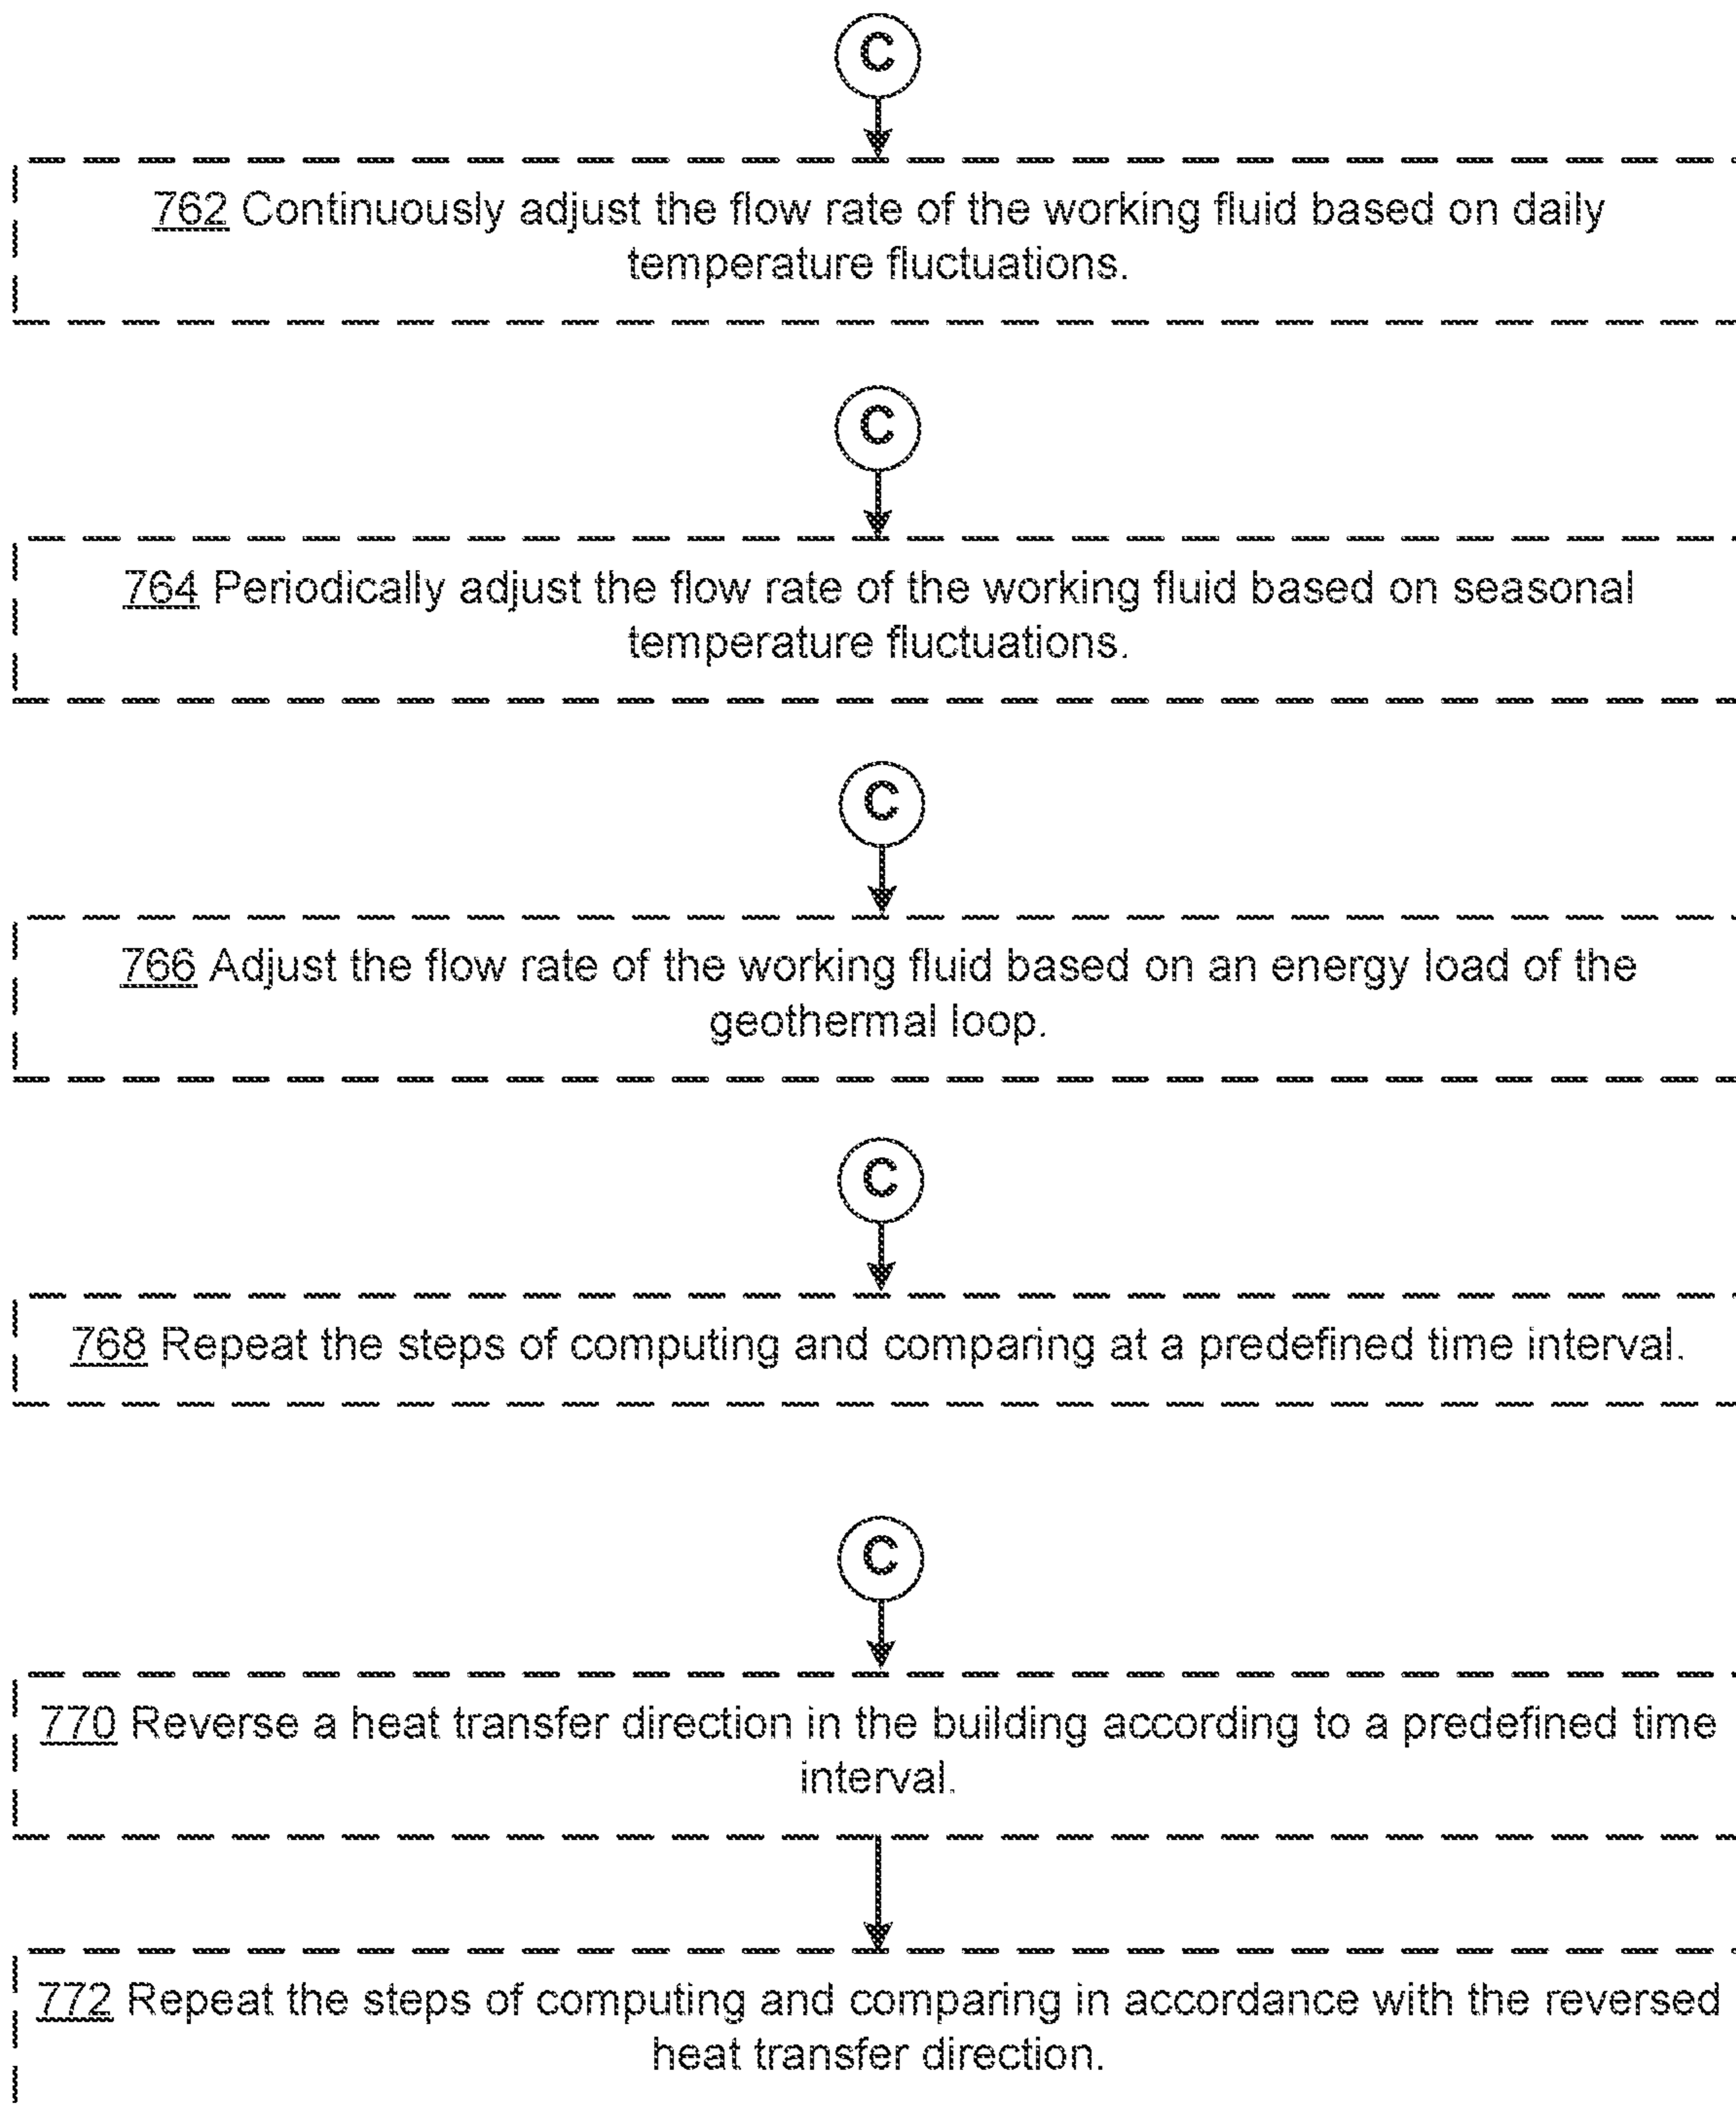 C
762 Continuously adjust the flow rate of the working fluid based on daily
temperature fluctuations.
C
764 Periodically adjust the flow rate of the working fluid based on seasonal
temperature fluctuations.
C
766 Adjust the flow rate of the working fluid based on an energy load of the
geothermal loop.
C
768 Repeat the steps of computing and comparing at a predefined time interval.
C
770 Reverse a heat transfer direction in the building according to a predefined time
interval.
772 Repeat the steps of computing and comparing in accordance with the reversed
heat transfer direction.